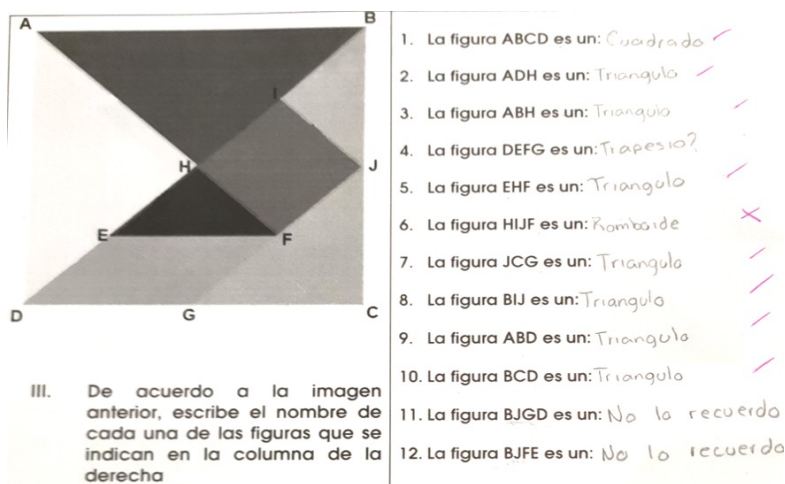 A
B
I
H
J
E
F
D
G
C
III. De acuerdo a la imagen
anterior, escribe el nombre de
cada una de las figuras que se
indican en la columna de la
derecha
1. La figura ABCD es un: Cuadrado
2. La figura ADH es un: Triangulo
3. La figura ABH es un: Triangulo
4. La figura DEFG es un: Trapesio?
5. La figura EHF es un: Triangulo
6. La figura HIJF es un: Romboide
7. La figura JCG es un: Triangulo
8. La figura BIJ es un: Triangulo
9. La figura ABD es un: Triangulo
10. La figura BCD es un: Triangulo
11. La figura BJGD es un: No lo recuerdo
12. La figura BJFE es un: No lo recuerdo